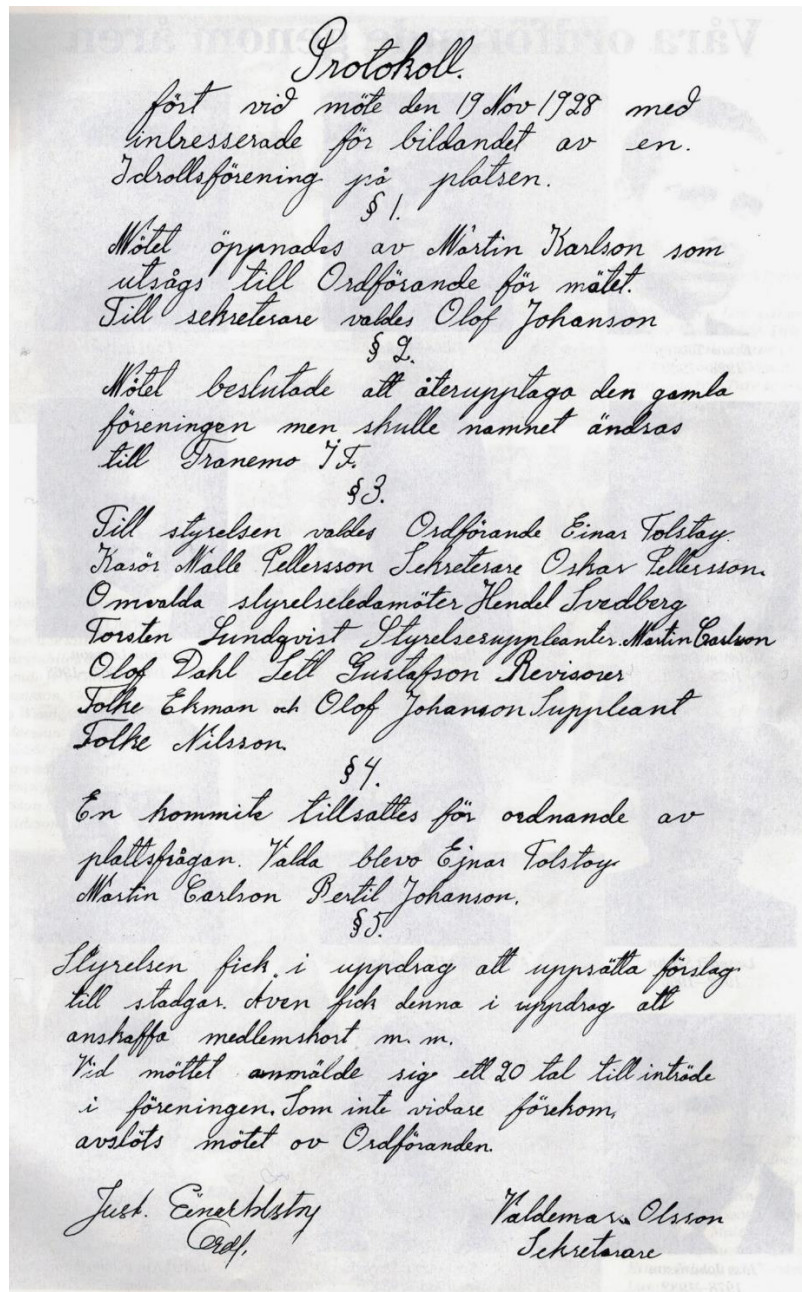 Protokoll.
fört vid möte den 19 Nov 1928 med
intresserade för bildandet av en.
Idrottsförening på platsen.
§ 1.
Mötet öppnades av Martin Karlson som
utsågs till Ordförande för mötet.
Till sekreterare valdes Olof Johanson
§ 2.
Mötet beslutade att återupptaga den gamla
föreningen men skulle namnet ändras
till Tranemo I.F.
§3.
Till styrelsen valdes Ordförande Einar Tolstoy.
Kasör Malle Pettersson Sekreterare Oskar Pettersson.
Omvalda styrelseledamöter Hendel Svedberg
Torsten Lundqvist Styrelsesuppleanter. Martin Carlson
Olof Dahl Sett Gustafson Revisorer
Folke Ekman och Olof Johanson Suppleant
Folke Nilsson.
§4.
En kommite tillsattes för ordnande av
plattsfrågan. Valda blevo Ejnar Tolstoy
Martin Carlson Bertil Johanson.
§5.
Styrelsen fick i uppdrag att uppsätta förslag
till stadgar. Även fick denna i uppdrag att
anskaffa medlemskort m. m.
Vid möttet anmälde sig ett 20 tal till inträde
i föreningen. Som inte vidare förekom,
avslöts mötet av Ordföranden.
Just. Einar Tolstoy
Valdemar Olsson
Ordf.
Sekreterare